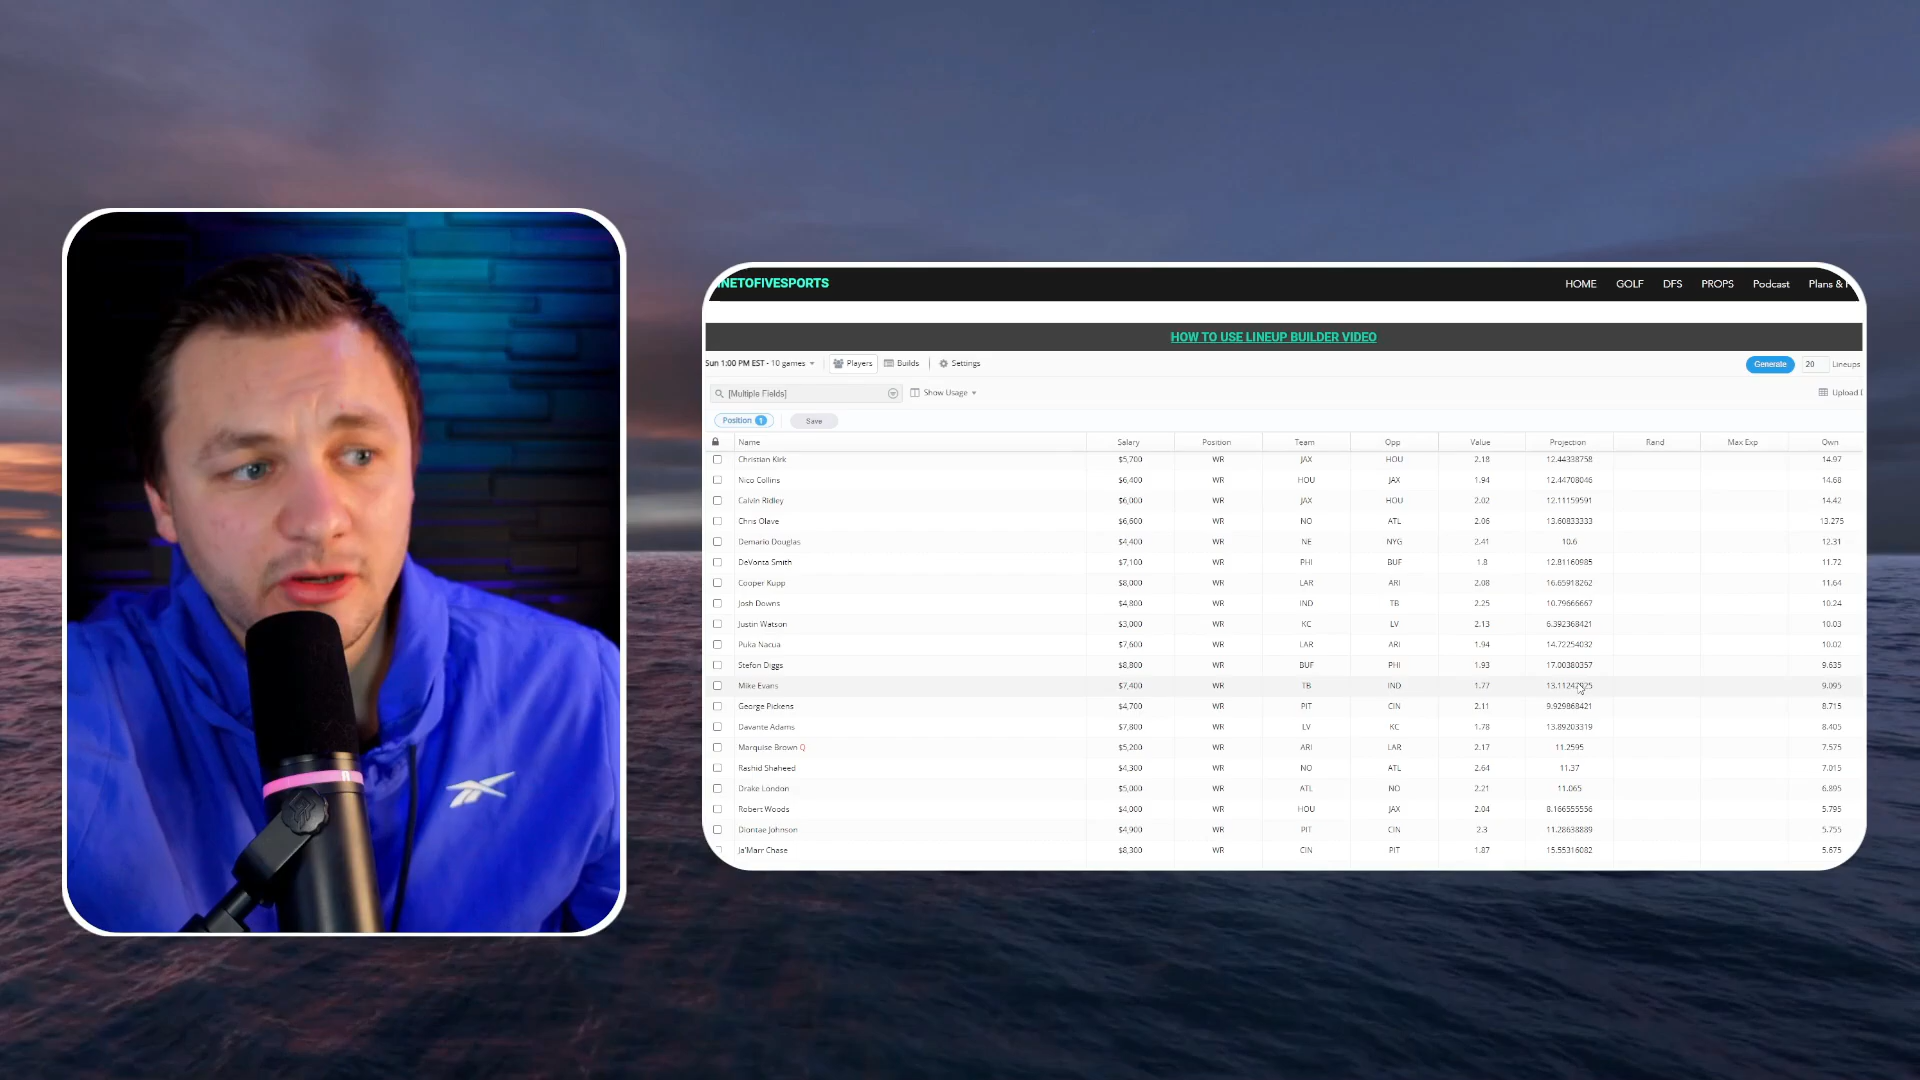 NETOFIVESPORTS HOME GOLF DFS PROPS Podcast Plans &
HOW TO USE LINEUP BUILDER VIDEO
Sun 1:00 PM EST - 10 games Players Builds Settings Generate 20 Lineups
[Multiple Fields] Show Usage Upload
Position 1 Save
Name Salary Position Team Opp Value Projection Rand Max Exp Own
Christian Kirk $5,700 WR JAX HOU 2.18 12.44338758 14.97
Nico Collins $6,400 WR HOU JAX 1.94 12.44708046 14.68
Calvin Ridley $6,000 WR JAX HOU 2.02 12.11159591 14.42
Chris Olave $6,600 WR NO ATL 2.06 13.60833333 13.275
Demario Douglas $4,400 WR NE NYG 2.41 10.6 12.31
DeVonta Smith $7,100 WR PHI BUF 1.8 12.81160985 11.72
Cooper Kupp $8,000 WR LAR ARI 2.08 16.65918262 11.64
Josh Downs $4,800 WR IND TB 2.25 10.79666667 10.24
Justin Watson $3,000 WR KC LV 2.13 6.392368421 10.03
Puka Nacua $7,600 WR LAR ARI 1.94 14.72254032 10.02
Stefon Diggs $8,800 WR BUF PHI 1.93 17.00380357 9.635
Mike Evans $7,400 WR TB IND 1.77 9.095
George Pickens $4,700 WR PIT CIN 2.11 9.929868421 8.715
Davante Adams $7,800 WR LV KC 1.78 13.89203319 8.405
Marquise Brown Q $5,200 WR ARI LAR 2.17 11.2595 7.575
Rashid Shaheed $4,300 WR NO ATL 2.64 11.37 7.015
Drake London $5,000 WR ATL NO 2.21 11.065 6.895
Robert Woods $4,000 WR HOU JAX 2.04 8.166555556 5.795
Diontae Johnson $4,900 WR PIT CIN 2.3 11.28638889 5.755
Ja'Marr Chase $8,300 WR CIN PIT 1.87 15.55316082 5.675